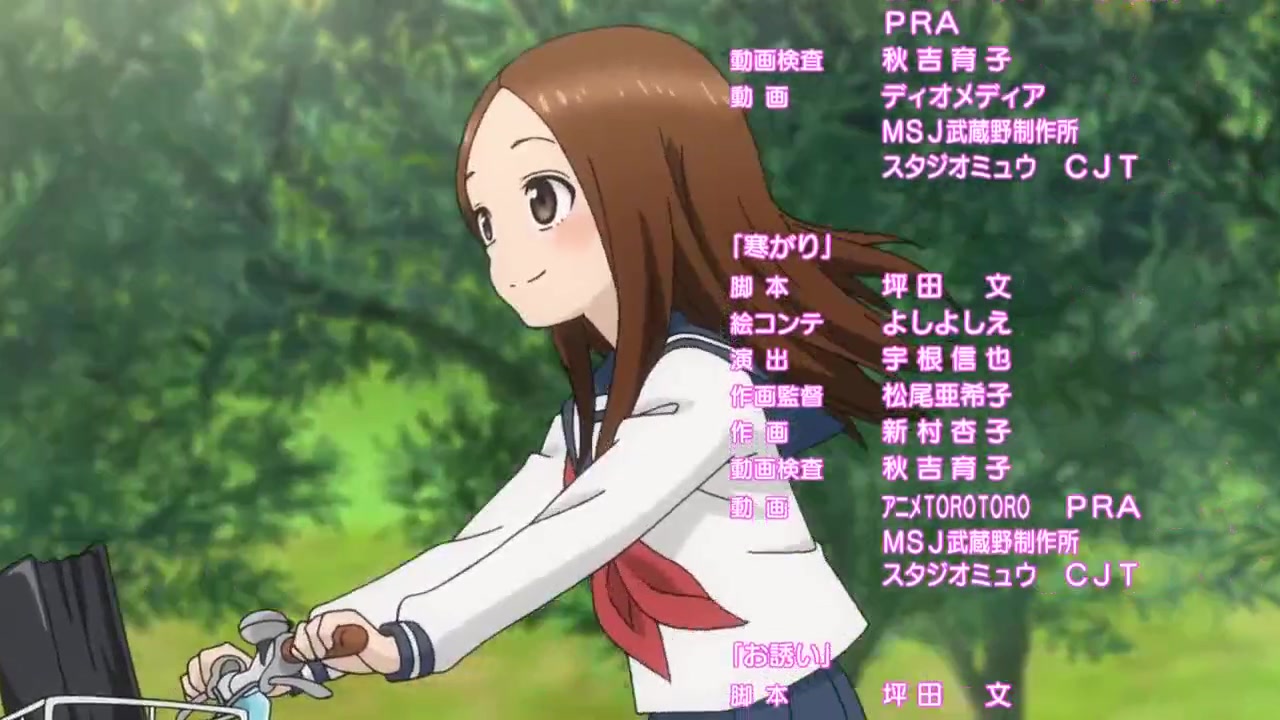 PRA
動画検査 秋吉育子
動画 ディオメディア
MSJ武蔵野制作所
スタジオミュウ CJT
「寒がり」
脚本 坪田 文
絵コンテ よしよしえ
演出 宇根信也
作画監督 松尾亜希子
作画 新村杏子
動画検査 秋吉育子
動画 アニメTOROTORO PRA
MSJ武蔵野制作所
スタジオミュウ CJT
「お誘い」
脚本 坪田 文